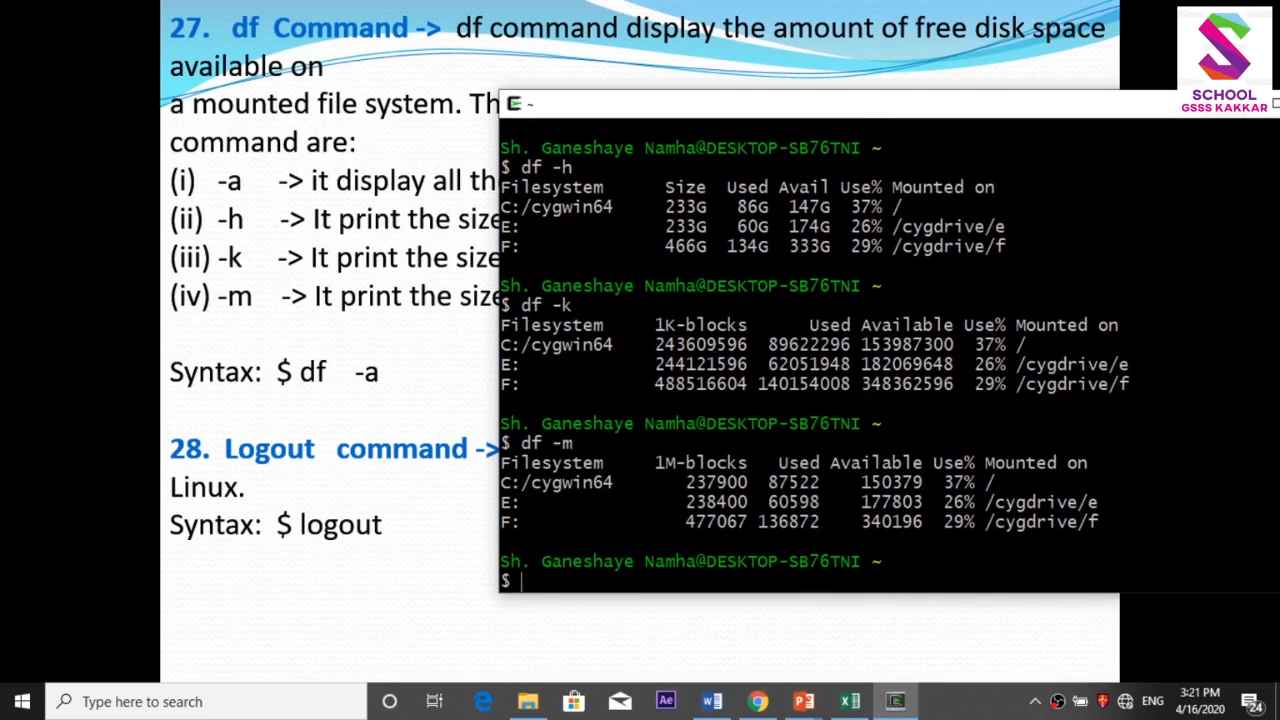 27. df Command -> df command display the amount of free disk space
available on
a mounted file system. Th
command are:
(i) -a -> it display all th
(ii) -h -> It print the size
(iii) -k -> It print the size
(iv) -m -> It print the size
Syntax: $ df -a
28. Logout command ->
Linux.
Syntax: $ logout
SCHOOL
GSSS KAKKAR
~
Sh. Ganeshaye Namha@DESKTOP-SB76TNI ~
$ df -h
Filesystem Size Used Avail Use% Mounted on
C:/cygwin64 233G 86G 147G 37% /
E: 233G 60G 174G 26% /cygdrive/e
F: 466G 134G 333G 29% /cygdrive/f
Sh. Ganeshaye Namha@DESKTOP-SB76TNI ~
$ df -k
Filesystem 1K-blocks Used Available Use% Mounted on
C:/cygwin64 243609596 89622296 153987300 37% /
E: 244121596 62051948 182069648 26% /cygdrive/e
F: 488516604 140154008 348362596 29% /cygdrive/f
Sh. Ganeshaye Namha@DESKTOP-SB76TNI ~
$ df -m
Filesystem 1M-blocks Used Available Use% Mounted on
C:/cygwin64 237900 87522 150379 37% /
E: 238400 60598 177803 26% /cygdrive/e
F: 477067 136872 340196 29% /cygdrive/f
Sh. Ganeshaye Namha@DESKTOP-SB76TNI ~
$
Type here to search
Ae
ENG
3:21 PM
4/16/2020
24